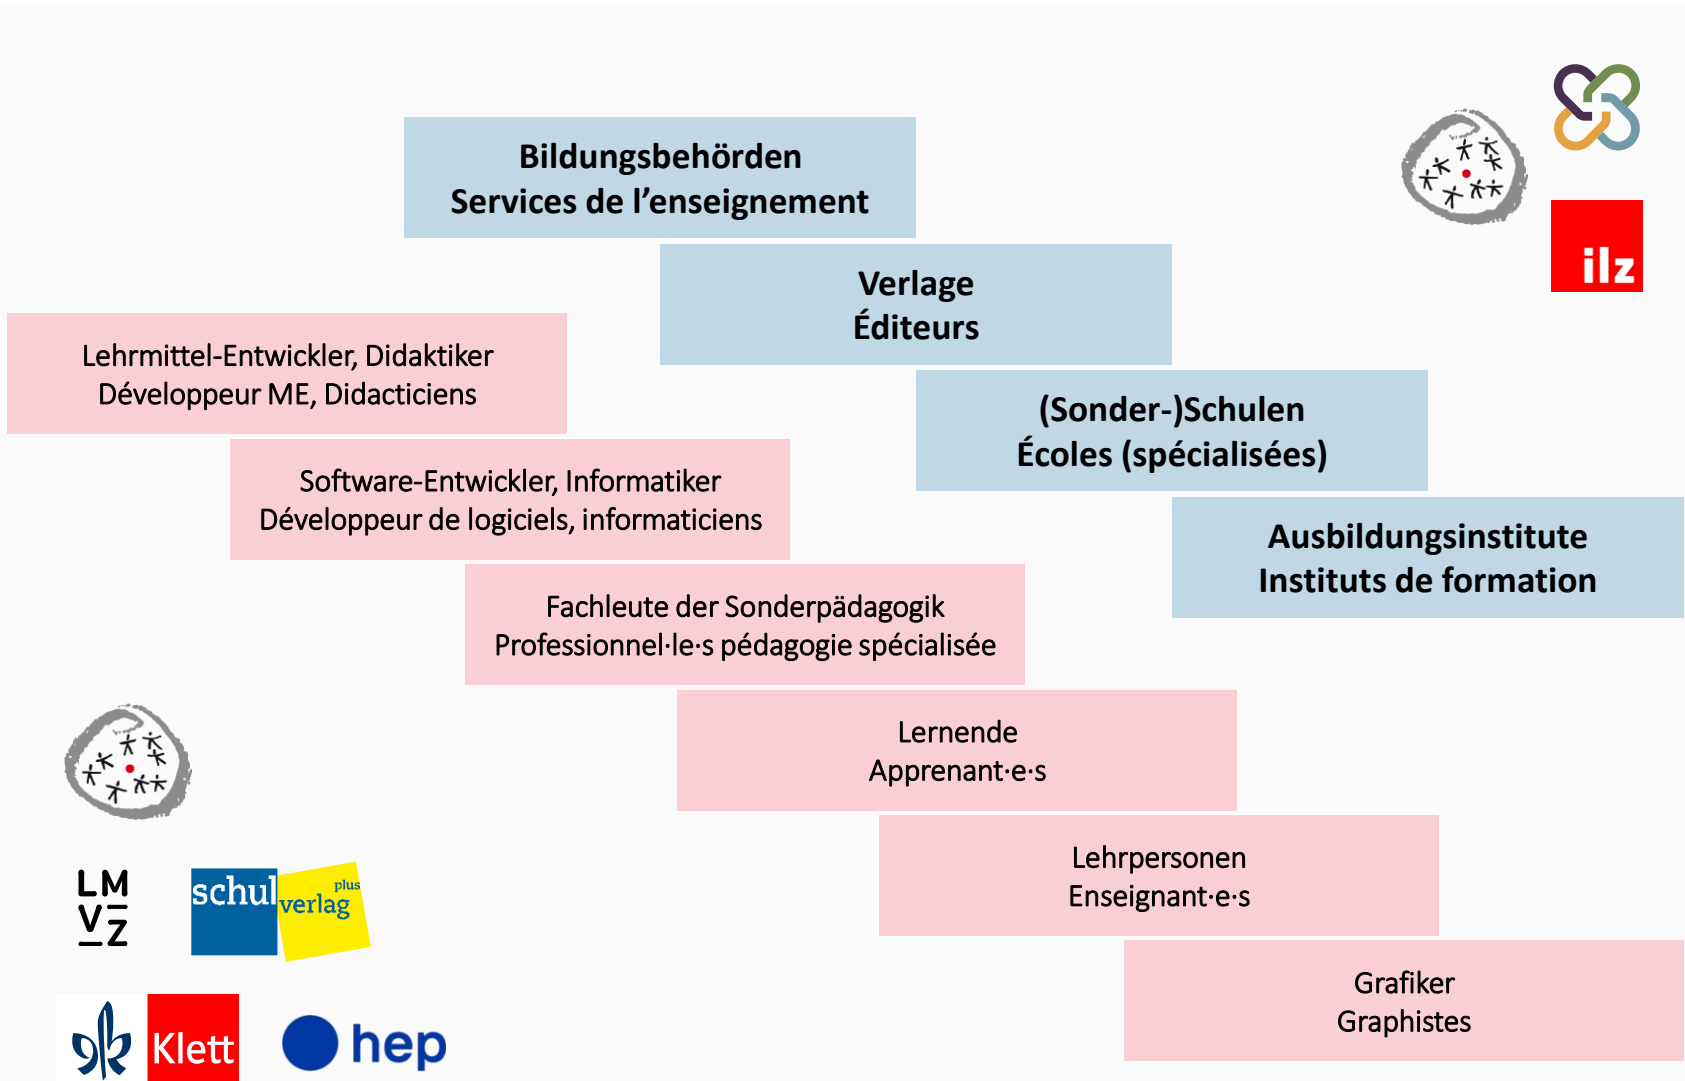 Bildungsbehörden
Services de l’enseignement
Verlage
Éditeurs
(Sonder-)Schulen
Écoles (spécialisées)
Ausbildungsinstitute
Instituts de formation
ilz
Lehrmittel-Entwickler, Didaktiker
Développeur ME, Didacticiens
Software-Entwickler, Informatiker
Développeur de logiciels, informaticiens
Fachleute der Sonderpädagogik
Professionnel·le·s pédagogie spécialisée
Lernende
Apprenant·e·s
Lehrpersonen
Enseignant·e·s
Grafiker
Graphistes
LM
VZ
schul
verlag
plus
Klett
hep